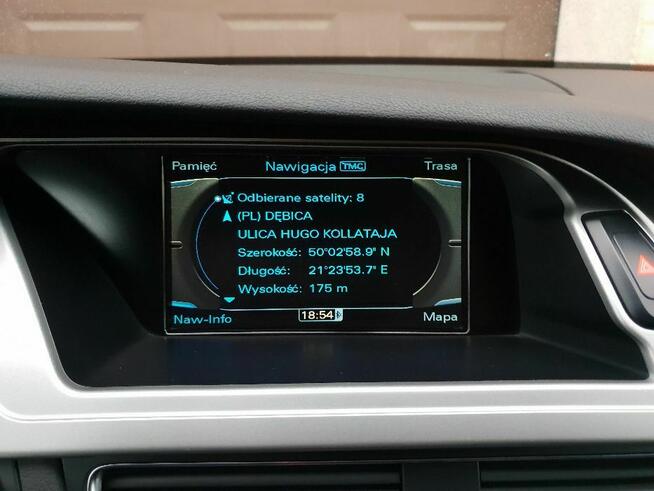 Pamięć Nawigacja TMC Trasa
Odbierane satelity: 8
(PL) DĘBICA
ULICA HUGO KOLLATAJA
Szerokość: 50°02'58.9" N
Długość: 21°23'53.7" E
Wysokość: 175 m
Naw-Info 18:54 Mapa